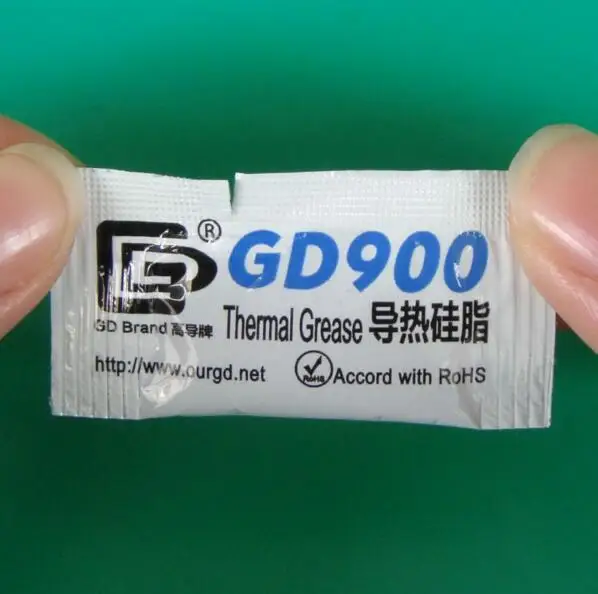 GD® GD900
GD Brand 高导牌 Thermal Grease 导热硅脂
http://www.ourgd.net RoHS Accord with RoHS